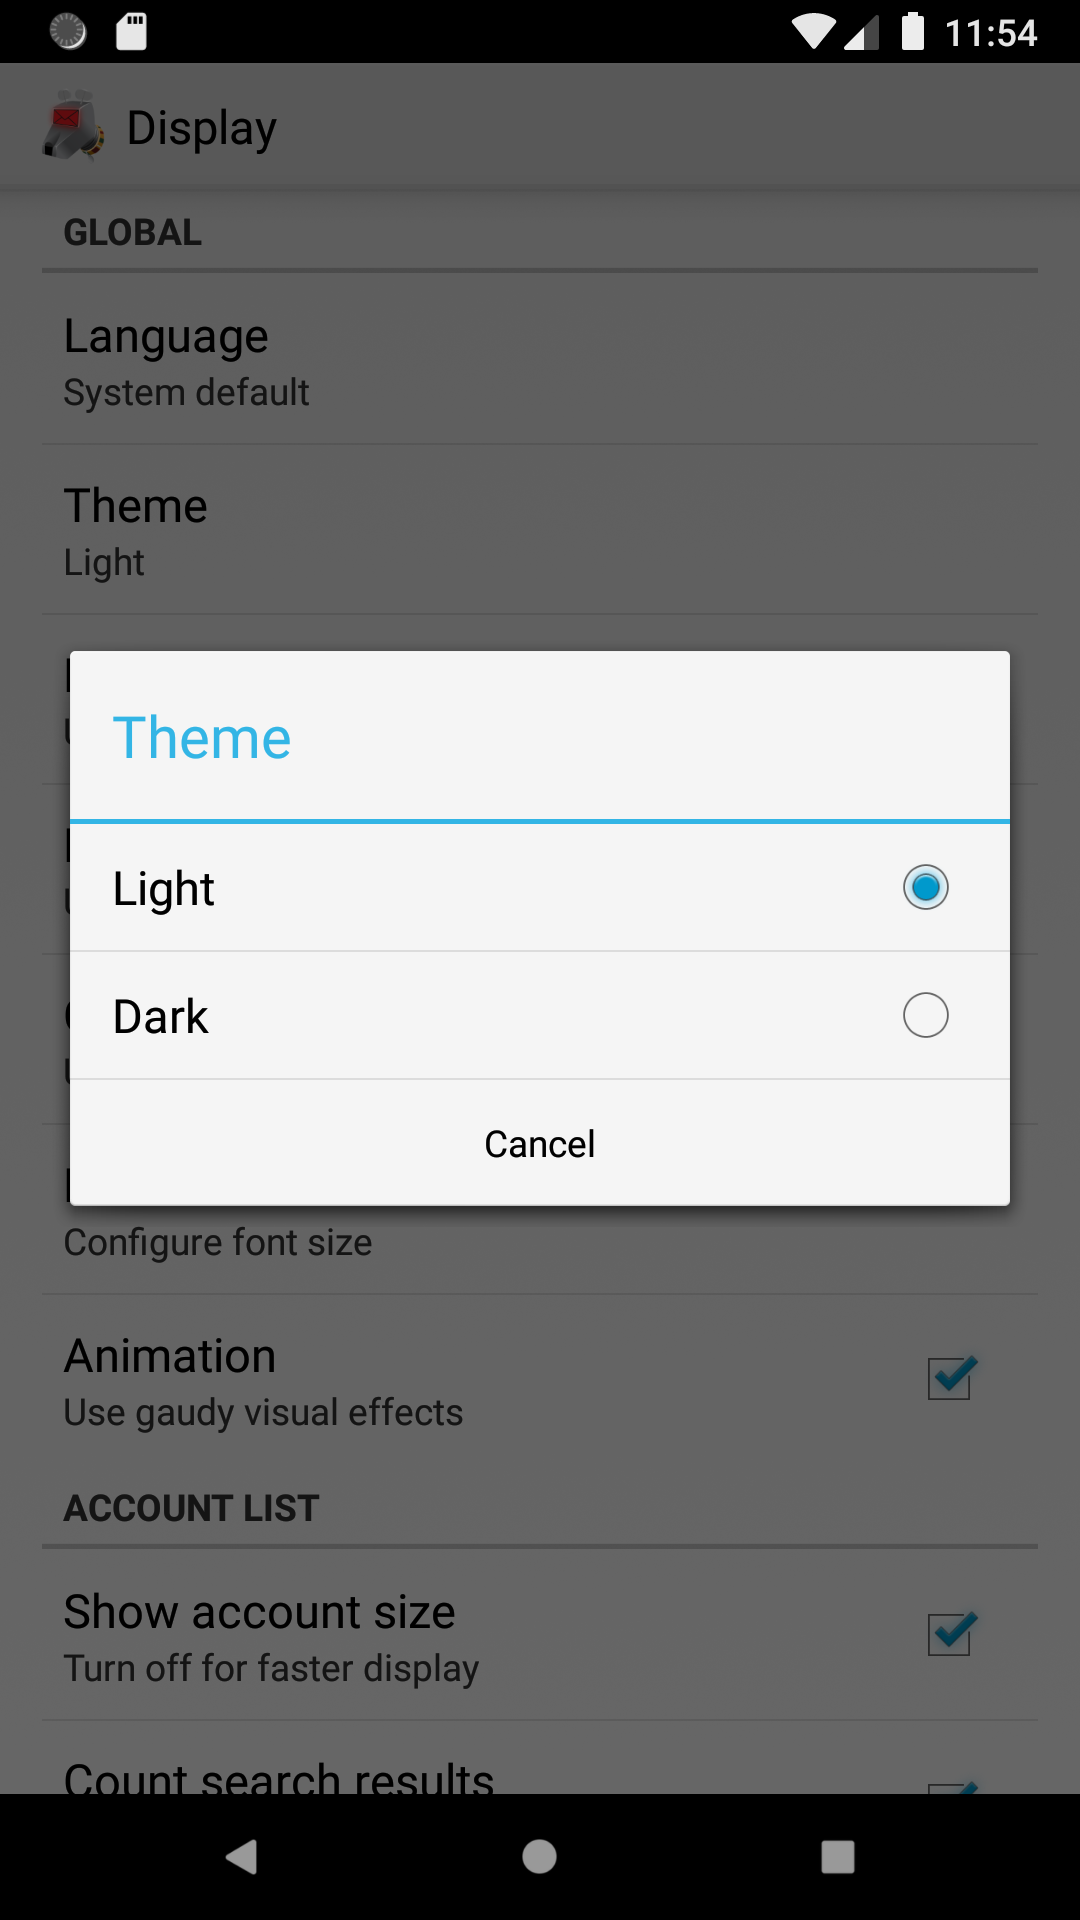 11:54
Display
GLOBAL
Language
System default
Theme
Light
Theme
Light
Dark
Cancel
Configure font size
Animation
Use gaudy visual effects
ACCOUNT LIST
Show account size
Turn off for faster display
Count search results